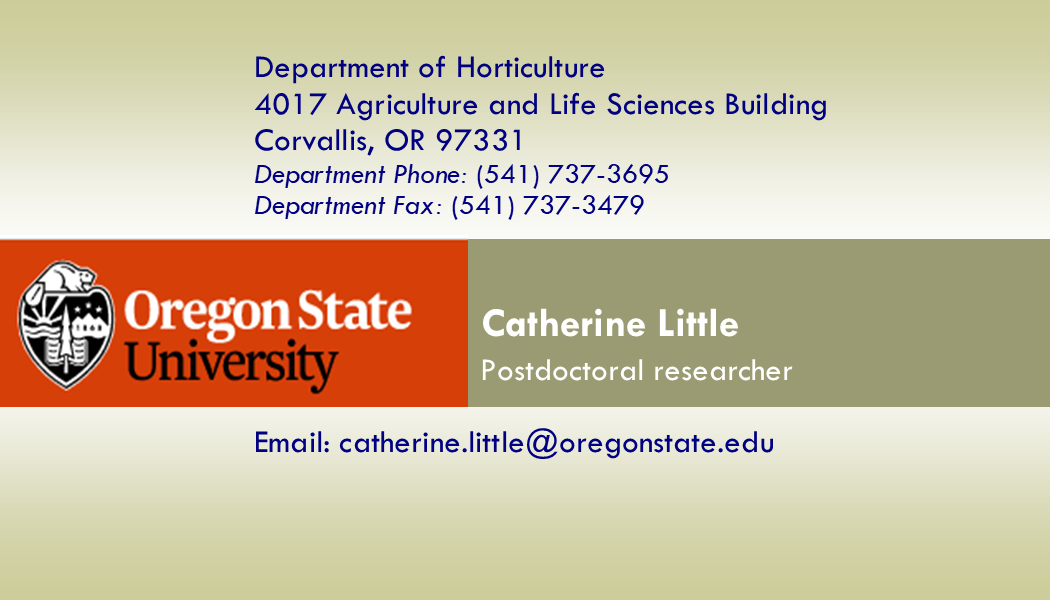 Department of Horticulture
4017 Agriculture and Life Sciences Building
Corvallis, OR 97331
Department Phone: (541) 737-3695
Department Fax: (541) 737-3479
Oregon State
University
Catherine Little
Postdoctoral researcher
Email: catherine.little@oregonstate.edu